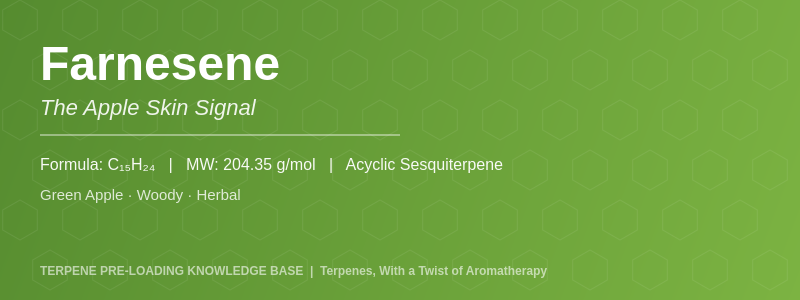 Farnesene
The Apple Skin Signal
Formula: C₁₅H₂₄ | MW: 204.35 g/mol | Acyclic Sesquiterpene
Green Apple · Woody · Herbal
TERPENE PRE-LOADING KNOWLEDGE BASE | Terpenes, With a Twist of Aromatherapy